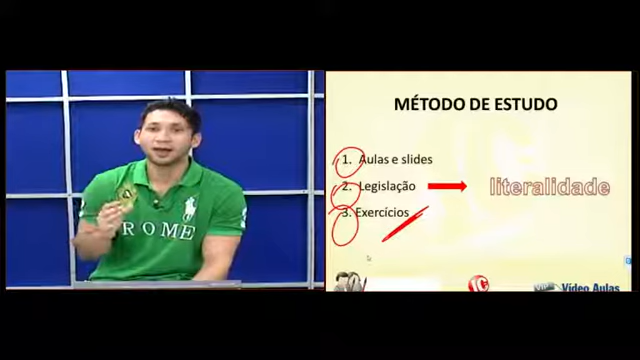 MÉTODO DE ESTUDO
1. Aulas e slides
2. Legislação literalidade
3. Exercícios
ROME
Vídeo Aulas